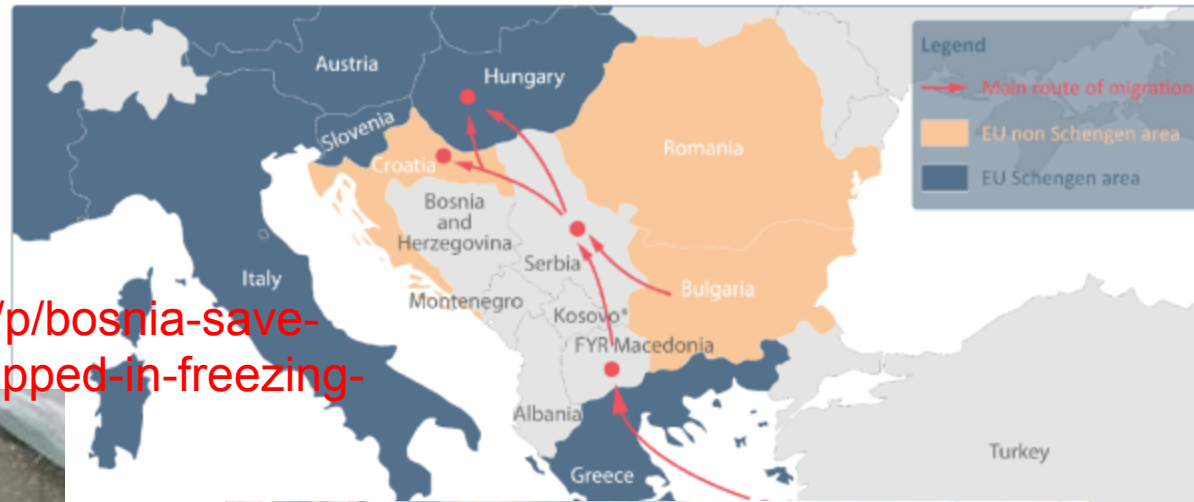 Legend
Main route of migration
EU non Schengen area
EU Schengen area
Austria
Hungary
Slovenia
Croatia
Romania
Bosnia
and
Herzegovina
Serbia
Italy
Montenegro
Kosovo*
Bulgaria
FYR Macedonia
Albania
Greece
Turkey
/p/bosnia-save-
pped-in-freezing-